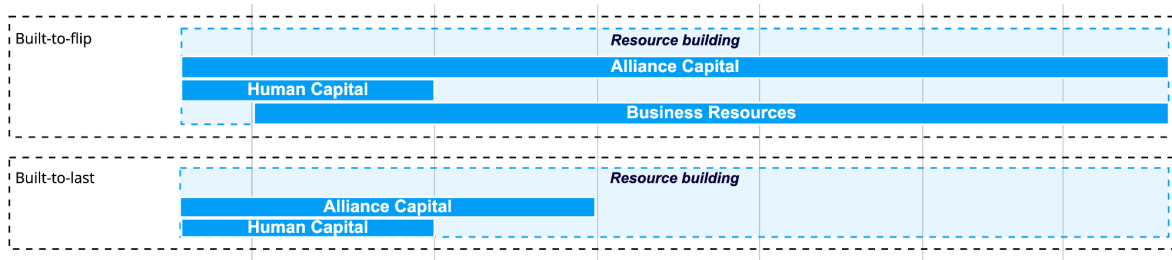 Built-to-flip
Resource building
Alliance Capital
Human Capital
Business Resources
Built-to-last
Resource building
Alliance Capital
Human Capital